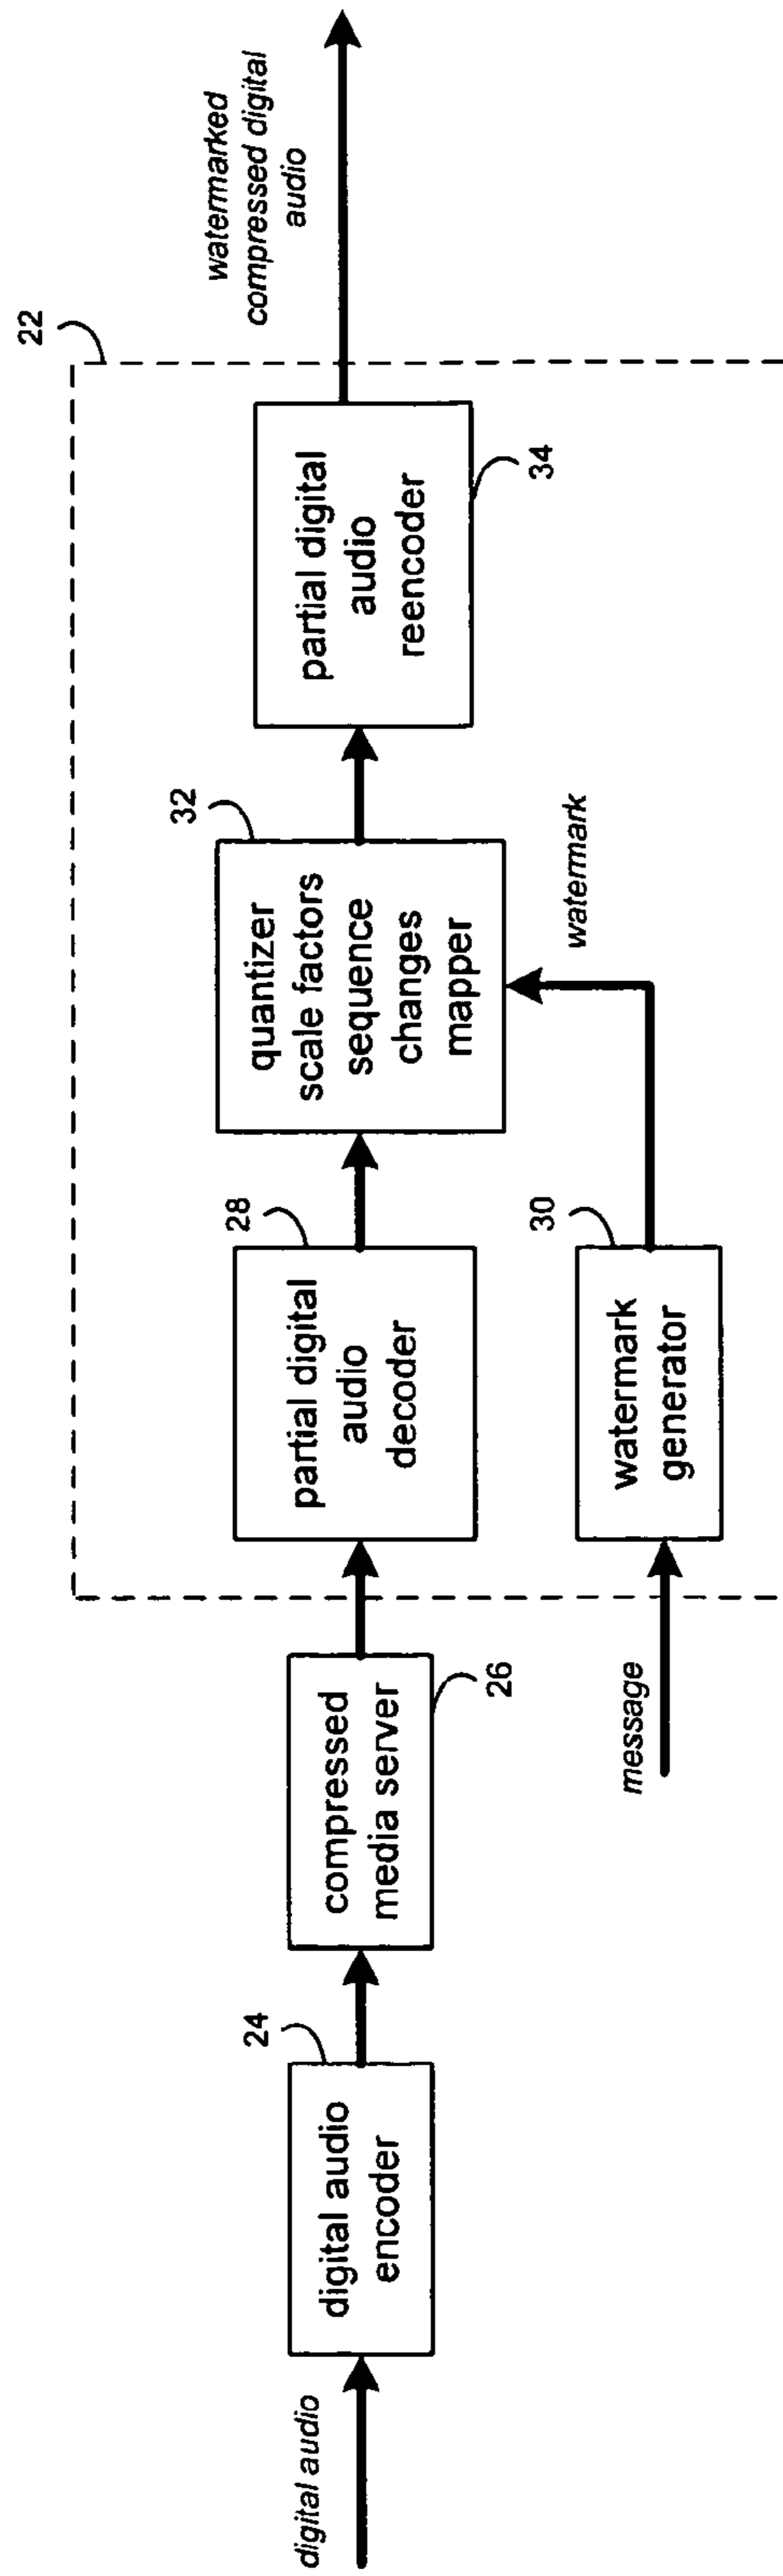 digital audio
24
digital audio
encoder
compressed
media server
26
message
22
28
partial digital
audio
decoder
30
watermark
generator
32
quantizer
scale factors
sequence
changes
mapper
watermark
partial digital
audio
reencoder
34
watermarked
compressed digital
audio